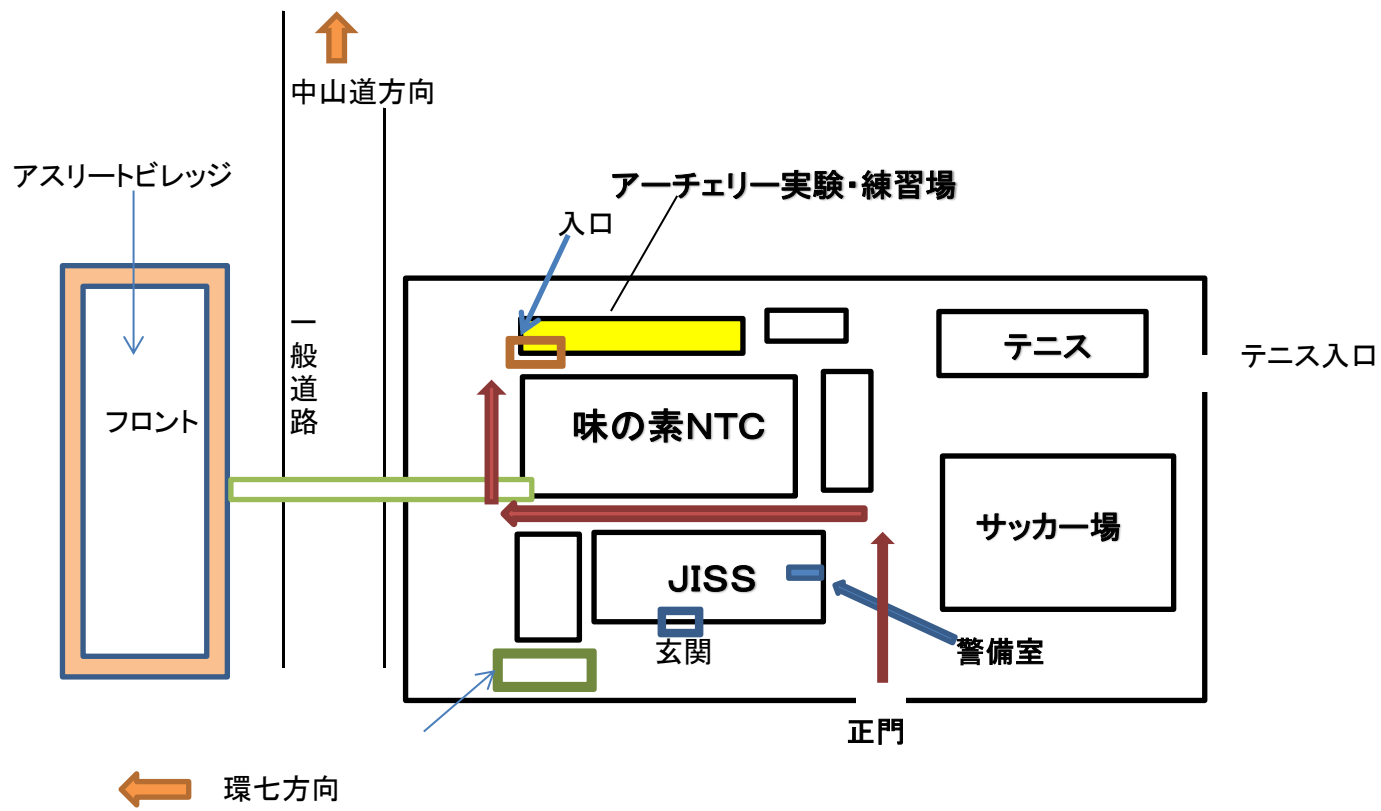 中山道方向
アスリートビレッジ
アーチェリー実験・練習場
入口
一般道路
テニス
テニス入口
フロント
味の素NTC
サッカー場
JISS
玄関
警備室
正門
環七方向